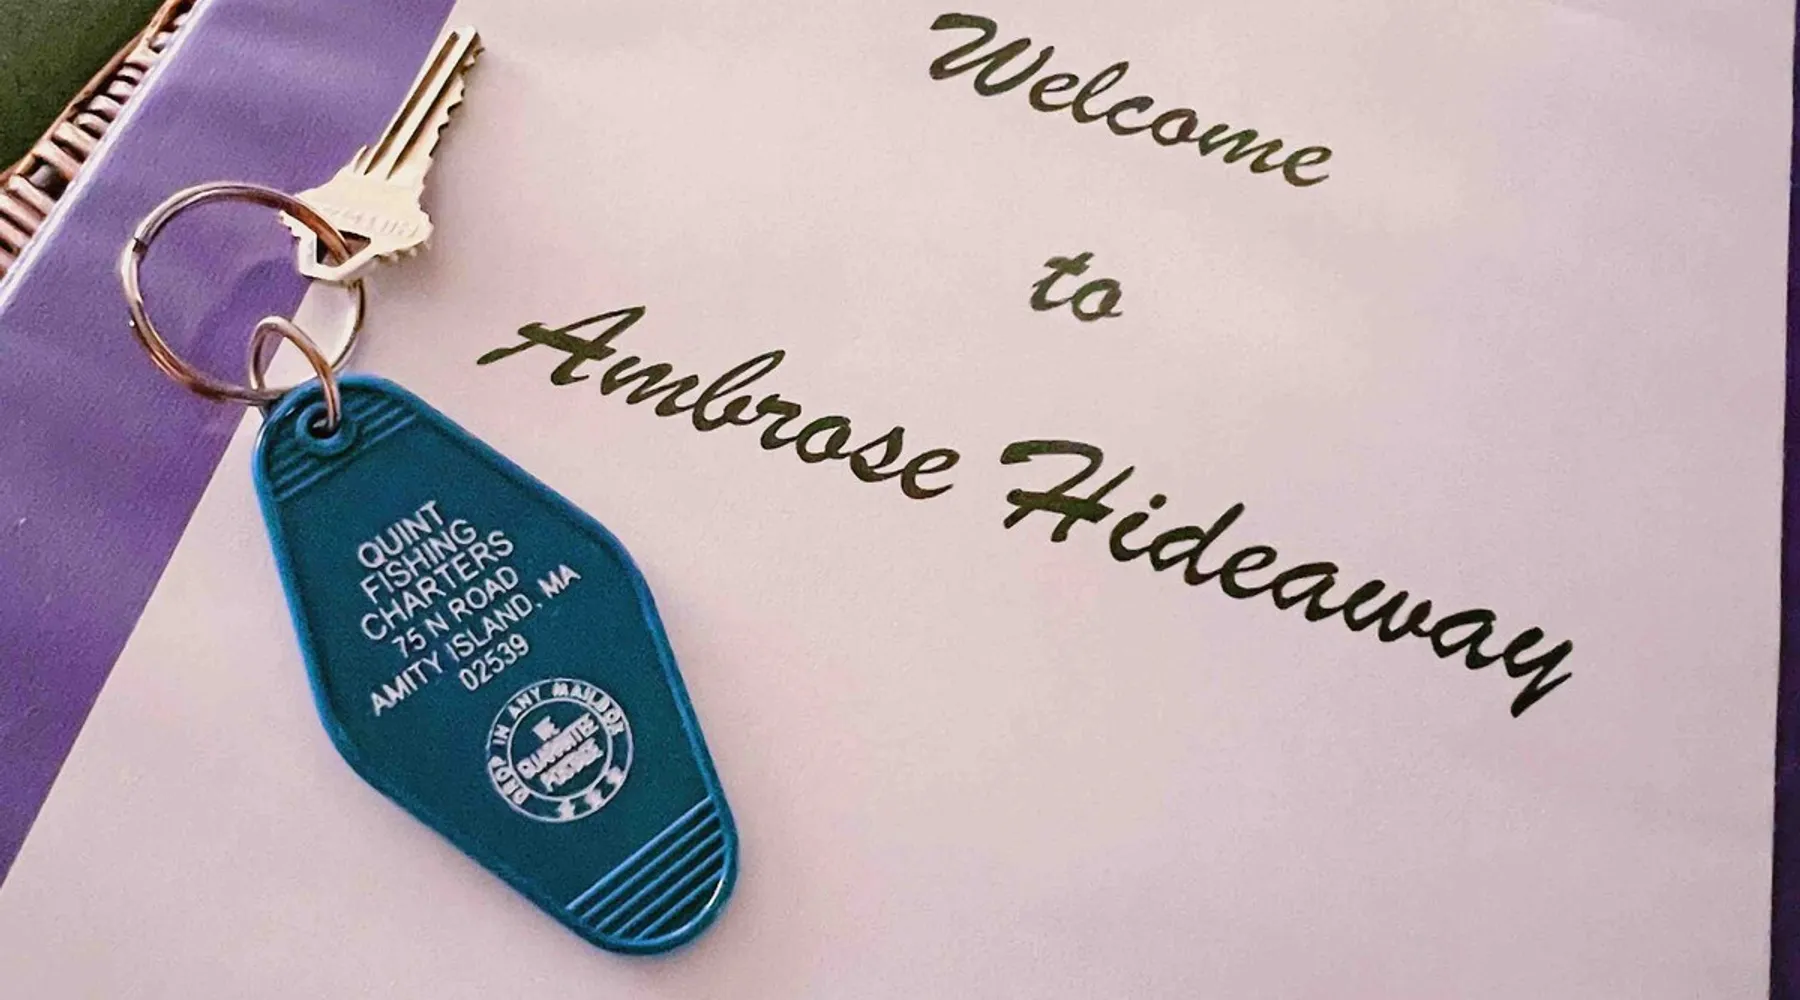 Welcome
to
Ambrose Hideaway
QUINT
FISHING
CHARTERS
75 N ROAD
AMITY ISLAND, MA
02539
DROP IN ANY MAILBOX
WE
GUARANTEE
POSTAGE